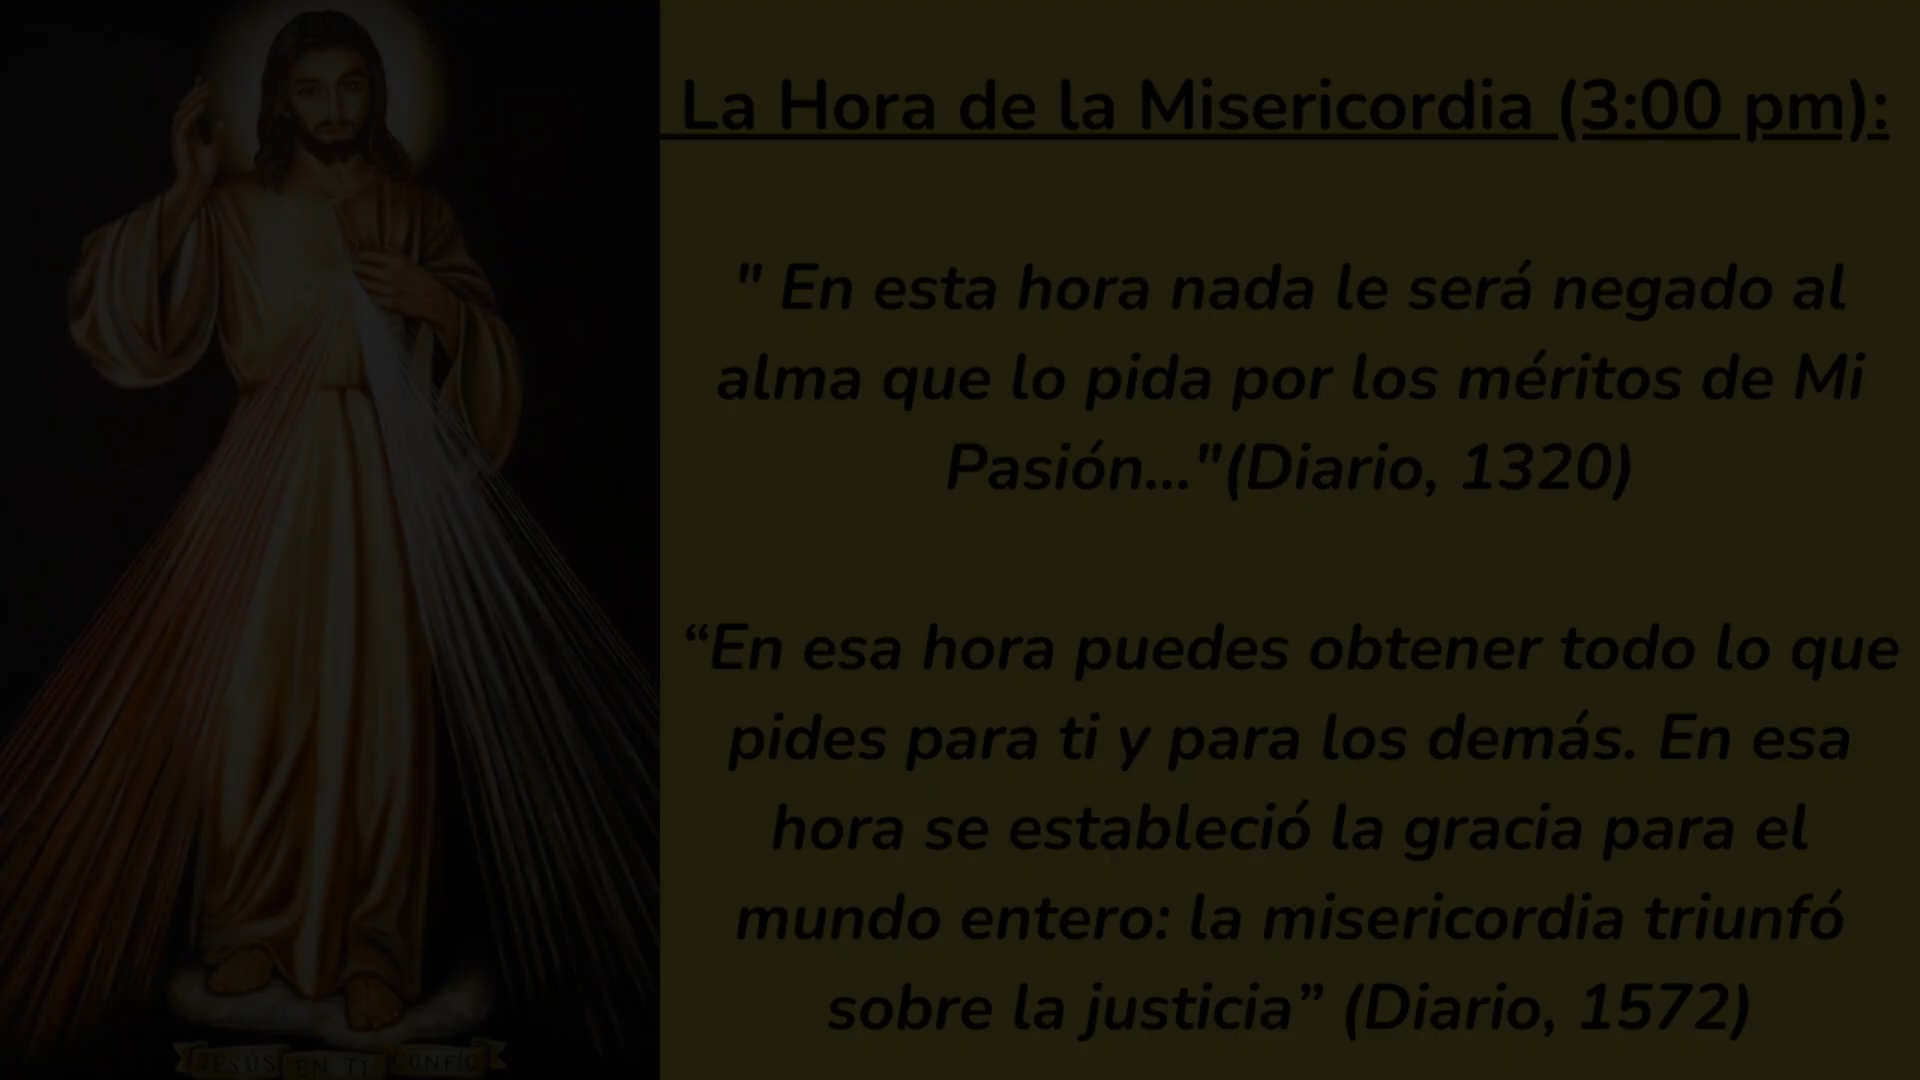 La Hora de la Misericordia (3:00 pm):
" En esta hora nada le será negado al
alma que lo pida por los méritos de Mi
Pasión..."(Diario, 1320)
“En esa hora puedes obtener todo lo que
pides para ti y para los demás. En esa
hora se estableció la gracia para el
mundo entero: la misericordia triunfó
sobre la justicia” (Diario, 1572)
JESÚS EN TI CONFÍO